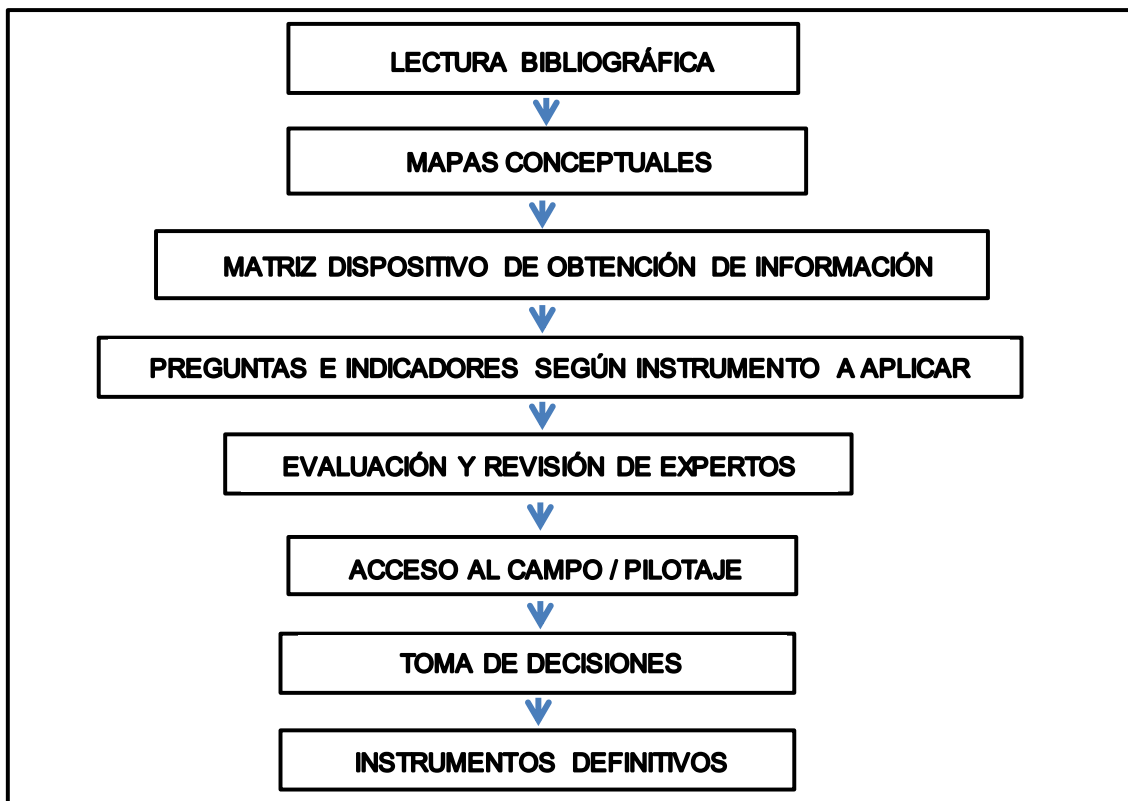 LECTURA BIBLIOGRÁFICA
MAPAS CONCEPTUALES
MATRIZ DISPOSITIVO DE OBTENCIÓN DE INFORMACIÓN
PREGUNTAS E INDICADORES SEGÚN INSTRUMENTO A APLICAR
EVALUACIÓN Y REVISIÓN DE EXPERTOS
ACCESO AL CAMPO / PILOTAJE
TOMA DE DECISIONES
INSTRUMENTOS DEFINITIVOS